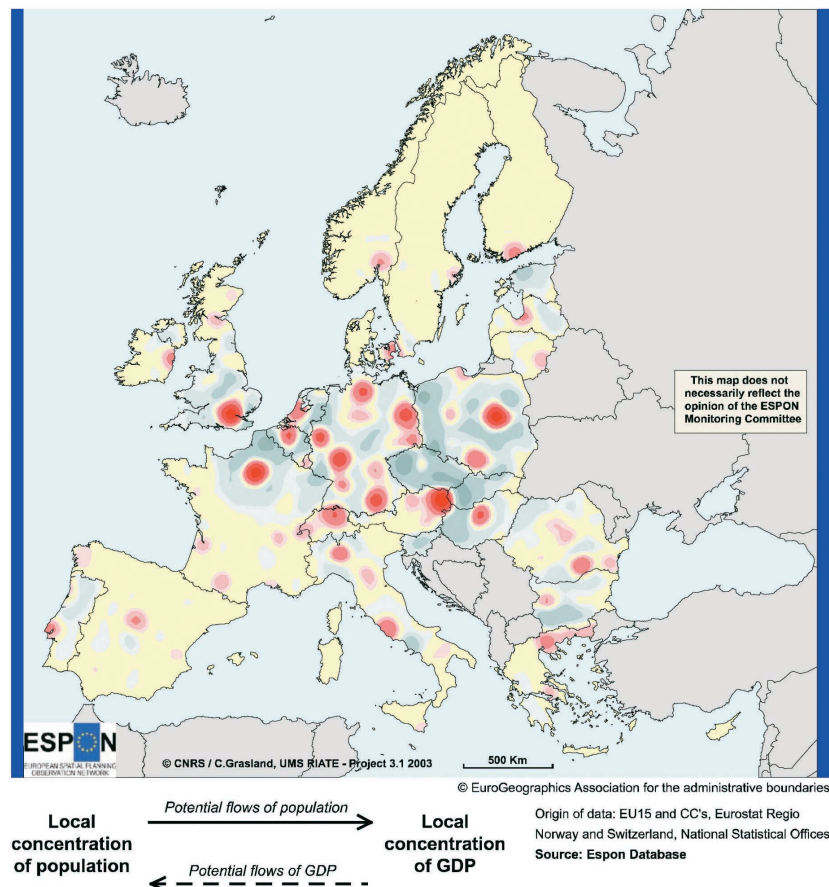 This map does not
necessarily reflect the
opinion of the ESPON
Monitoring Committee
ESPON
EUROPEAN SPATIAL PLANNING
OBSERVATION NETWORK
© CNRS / C.Grasland, UMS RIATE - Project 3.1 2003
500 Km
© EuroGeographics Association for the administrative boundaries
Local
concentration
of population
Potential flows of population
Potential flows of GDP
Local
concentration
of GDP
Origin of data: EU15 and CC's, Eurostat Regio
Norway and Switzerland, National Statistical Offices
Source: Espon Database